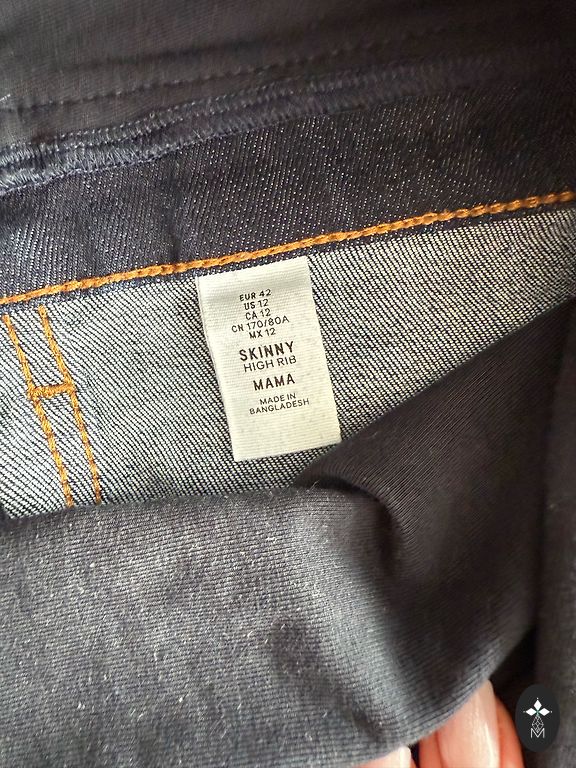 EUR 42
US 12
CA 12
CN 170/80A
MX 12
SKINNY
HIGH RIB
MAMA
MADE IN
BANGLADESH
M